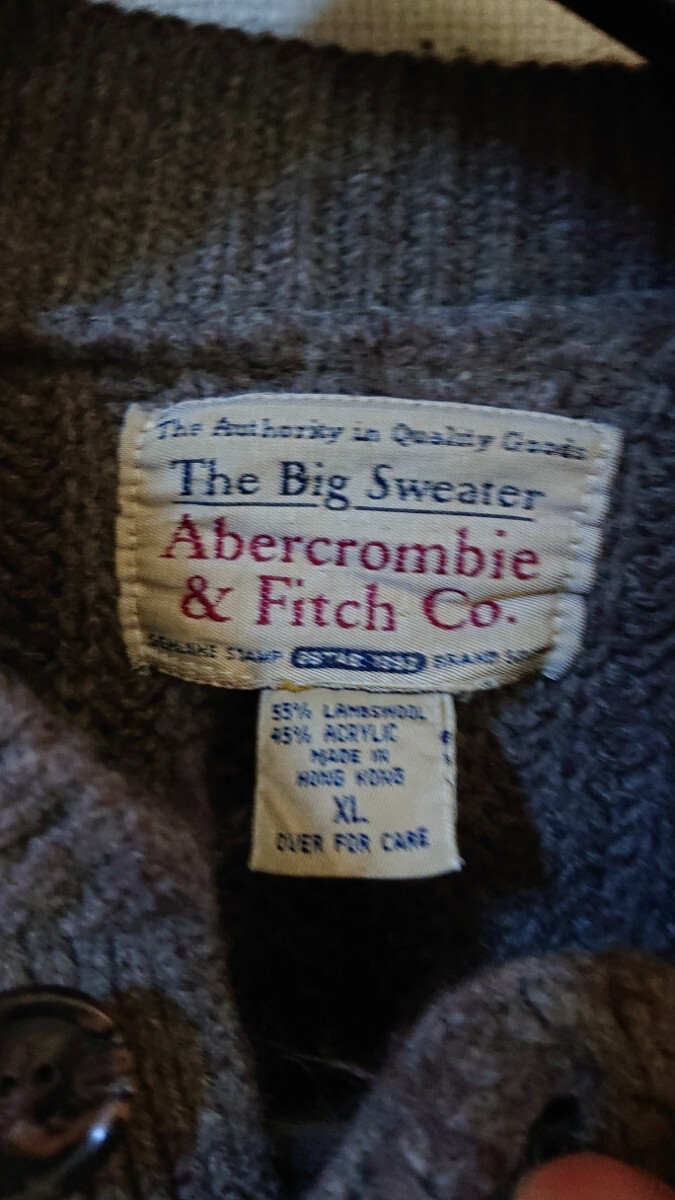 The Authority in Quality Goods
The Big Sweater
Abercrombie
& Fitch Co.
GENUINE STAMP ESTAB. 1892 BRAND
55% LAMBSWOOL
45% ACRYLIC
MADE IN
HONG KONG
XL
OVER FOR CARE